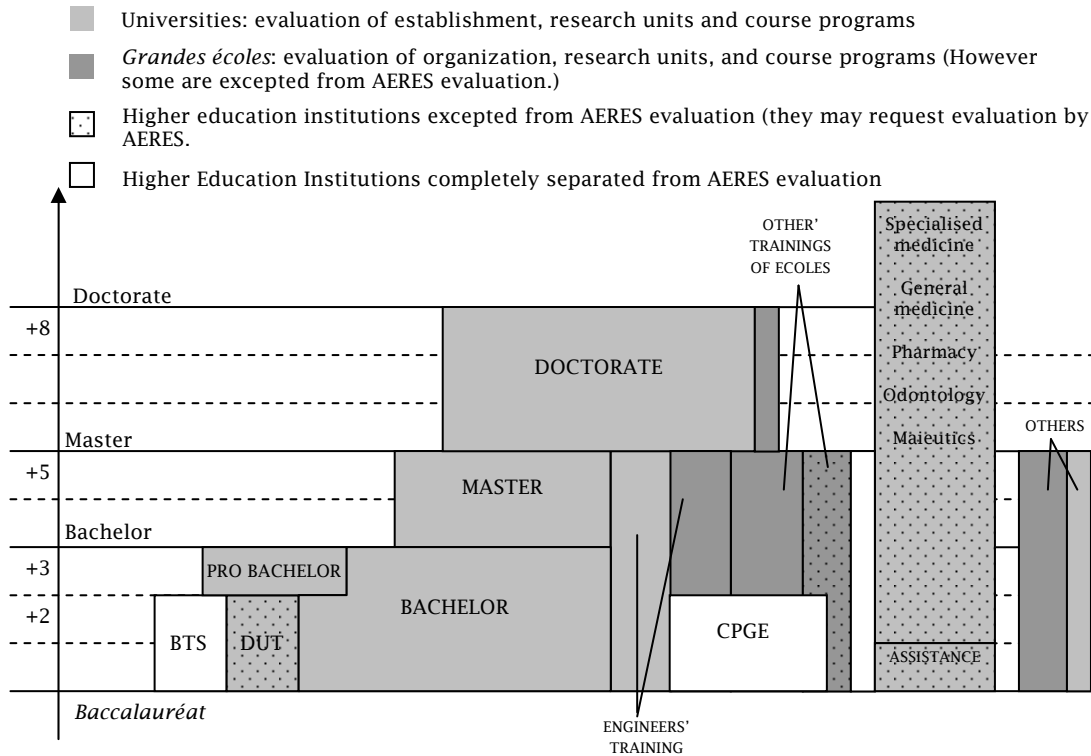 Universities: evaluation of establishment, research units and course programs
Grandes écoles: evaluation of organization, research units, and course programs (However
some are excepted from AERES evaluation.)
Higher education institutions excepted from AERES evaluation (they may request evaluation by
AERES.
Higher Education Institutions completely separated from AERES evaluation
OTHER’
TRAININGS
OF ECOLES
Specialised
medicine
General
medicine
Pharmacy
Odontology
Maieutics
ASSISTANCE
OTHERS
Doctorate
+8
DOCTORATE
Master
+5
MASTER
Bachelor
+3
PRO BACHELOR
BACHELOR
+2
BTS
DUT
CPGE
Baccalauréat
ENGINEERS’
TRAINING